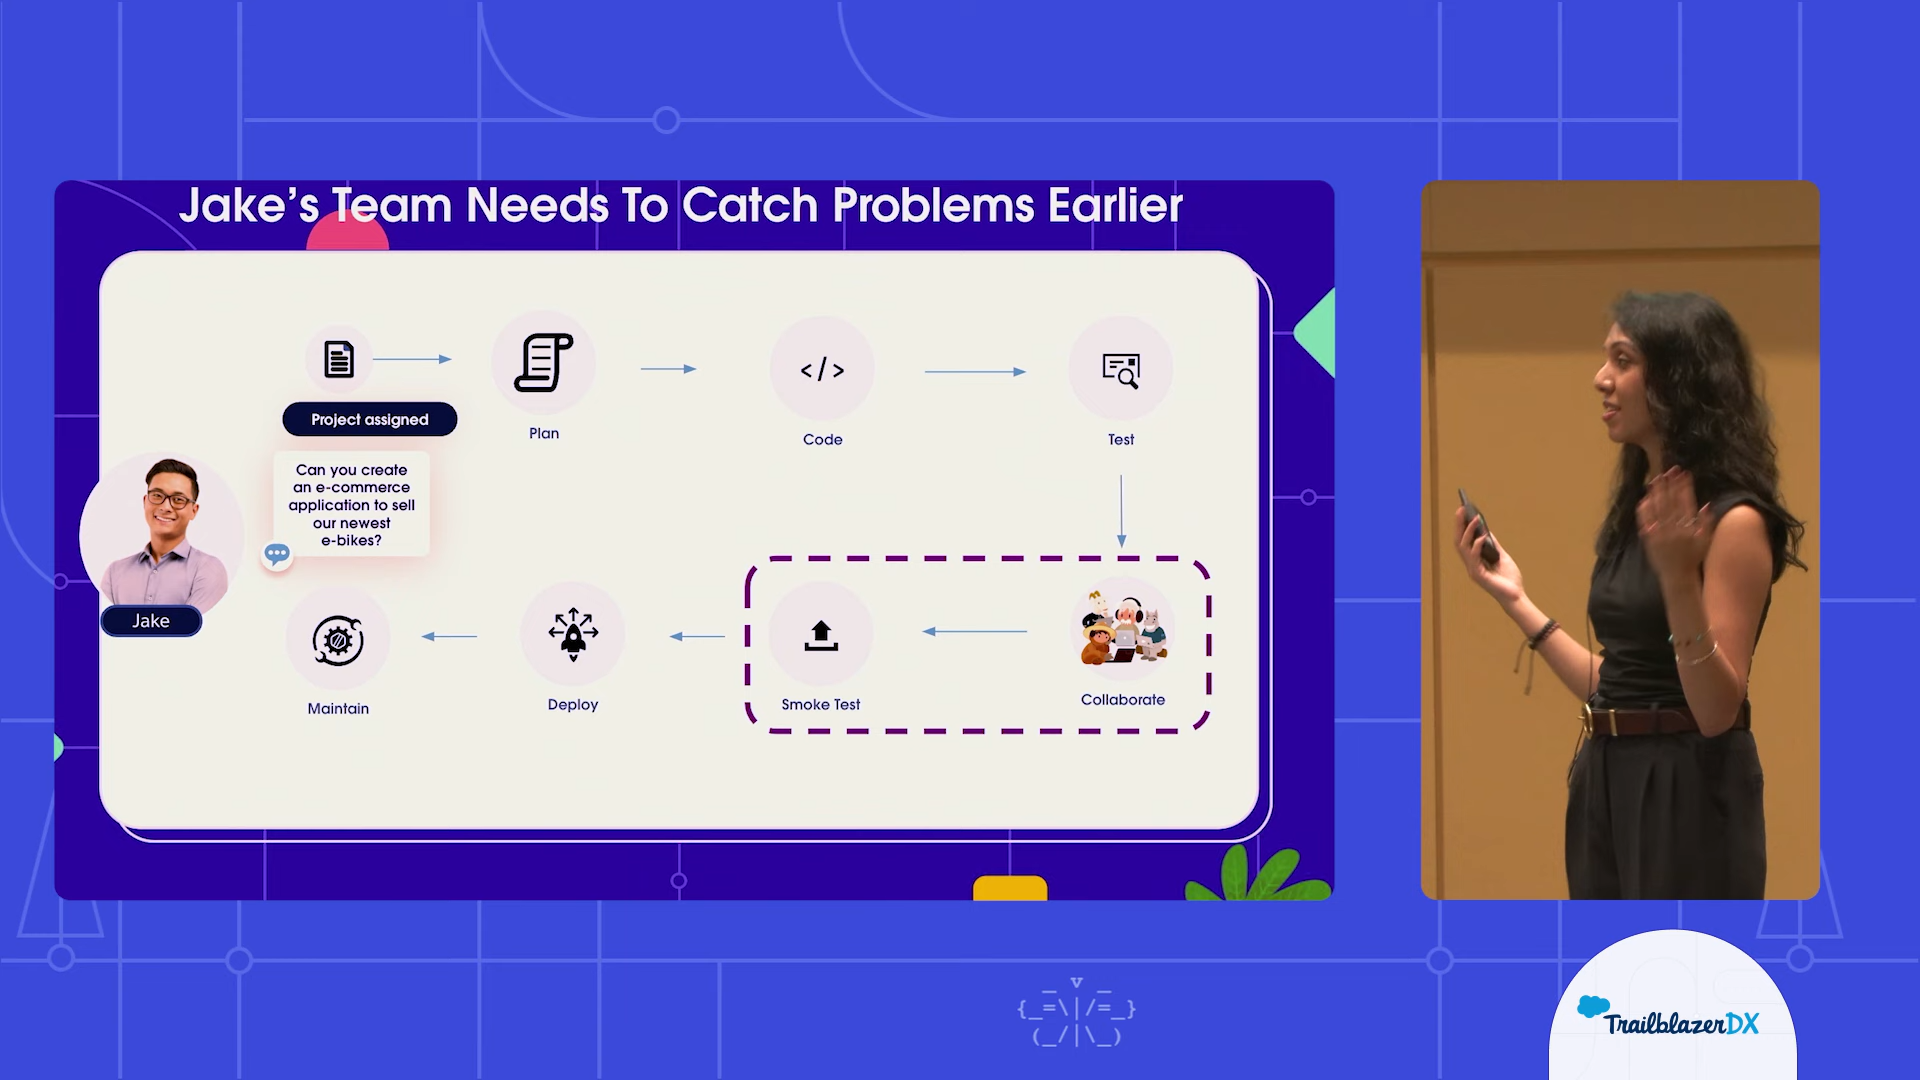 Jake's Team Needs To Catch Problems Earlier
Project assigned
Can you create
an e-commerce
application to sell
our newest
e-bikes?
Jake
Plan
</>
Code
Test
Collaborate
Smoke Test
Deploy
Maintain
TrailblazerDX